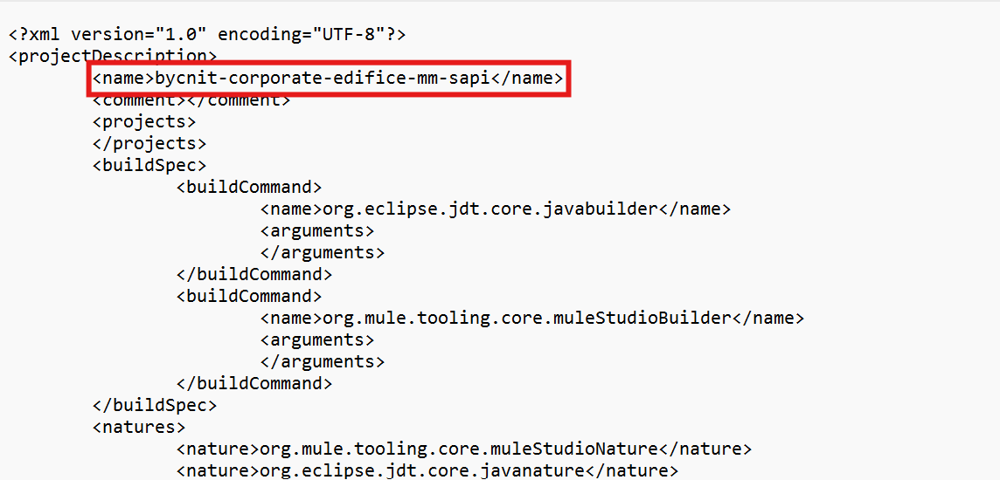 <?xml version="1.0" encoding="UTF-8"?>
<projectDescription>
<name>bycnit-corporate-edifice-mm-sapi</name>
<comment></comment>
<projects>
</projects>
<buildSpec>
<buildCommand>
<name>org.eclipse.jdt.core.javabuilder</name>
<arguments>
</arguments>
</buildCommand>
<buildCommand>
<name>org.mule.tooling.core.muleStudioBuilder</name>
<arguments>
</arguments>
</buildCommand>
</buildSpec>
<natures>
<nature>org.mule.tooling.core.muleStudioNature</nature>
<nature>org.eclipse.jdt.core.javanature</nature>